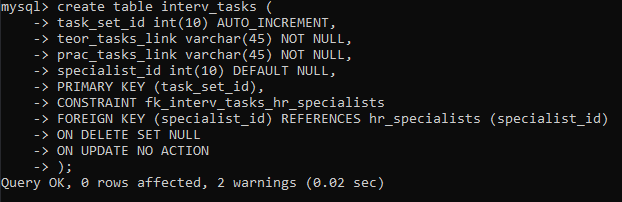 mysql> create table interv_tasks (
    -> task_set_id int(10) AUTO_INCREMENT,
    -> teor_tasks_link varchar(45) NOT NULL,
    -> prac_tasks_link varchar(45) NOT NULL,
    -> specialist_id int(10) DEFAULT NULL,
    -> PRIMARY KEY (task_set_id),
    -> CONSTRAINT fk_interv_tasks_hr_specialists
    -> FOREIGN KEY (specialist_id) REFERENCES hr_specialists (specialist_id)
    -> ON DELETE SET NULL
    -> ON UPDATE NO ACTION
    -> );
Query OK, 0 rows affected, 2 warnings (0.02 sec)